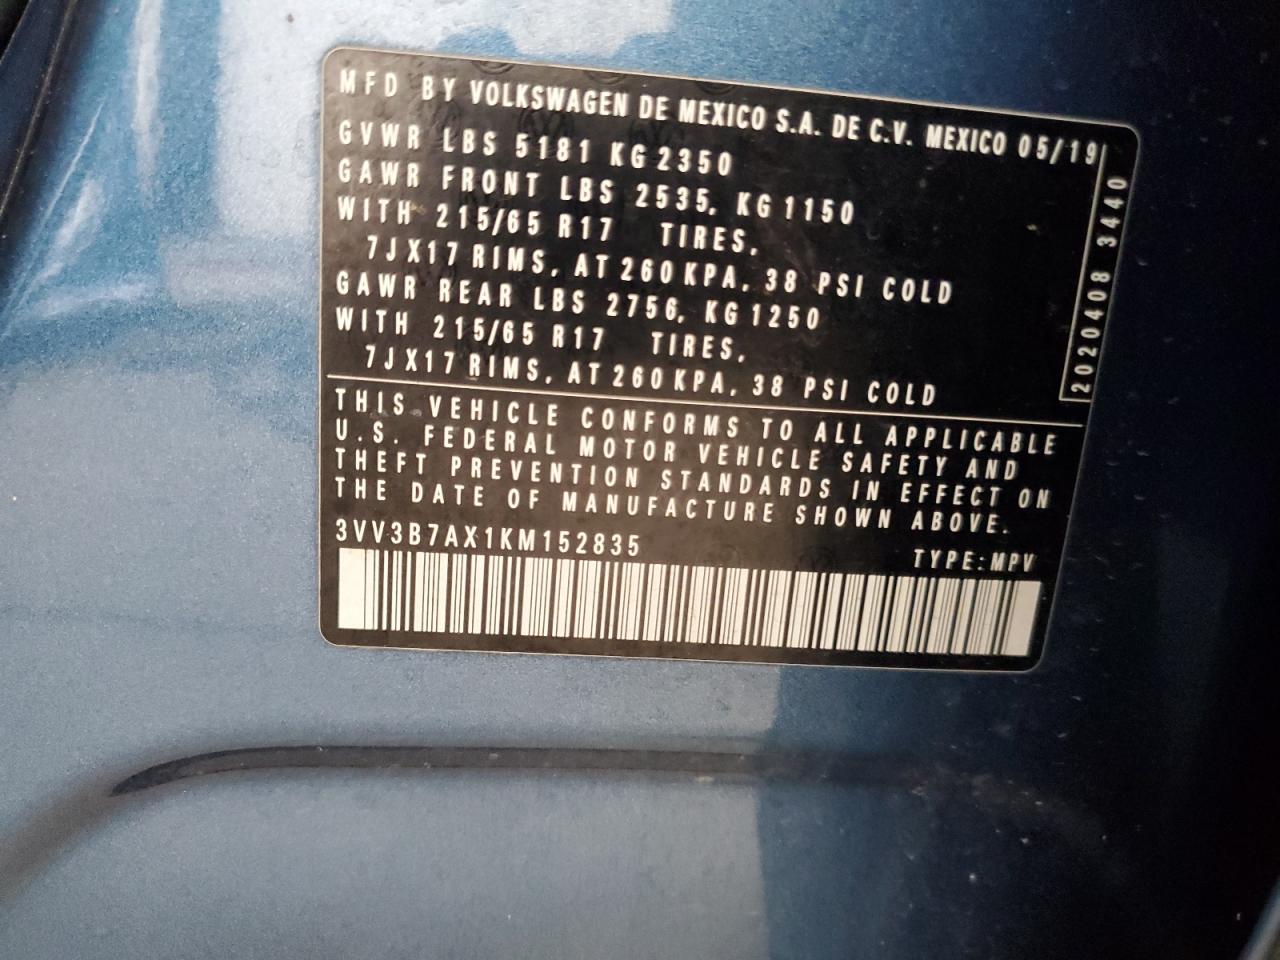 MFD BY VOLKSWAGEN DE MEXICO S.A. DE C.V. MEXICO 05/19
GVWR LBS 5181 KG 2350
GAWR FRONT LBS 2535, KG 1150
WITH 215/65 R17 TIRES,
7JX17 RIMS, AT 260 KPA, 38 PSI COLD
GAWR REAR LBS 2756, KG 1250
WITH 215/65 R17 TIRES,
7JX17 RIMS, AT 260 KPA, 38 PSI COLD
2020408 3440
THIS VEHICLE CONFORMS TO ALL APPLICABLE
U.S. FEDERAL MOTOR VEHICLE SAFETY AND
THEFT PREVENTION STANDARDS IN EFFECT ON
THE DATE OF MANUFACTURE SHOWN ABOVE.
3VV3B7AX1KM152835 TYPE: MPV